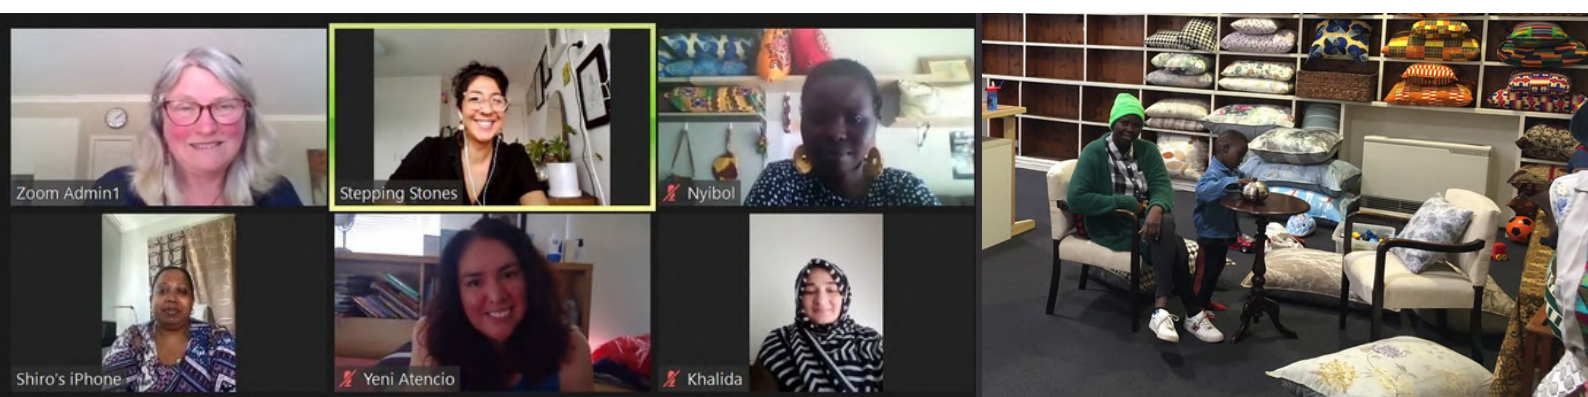 Zoom Admin1
Stepping Stones
Nyibol
Shiro's iPhone
Yeni Atencio
Khalida